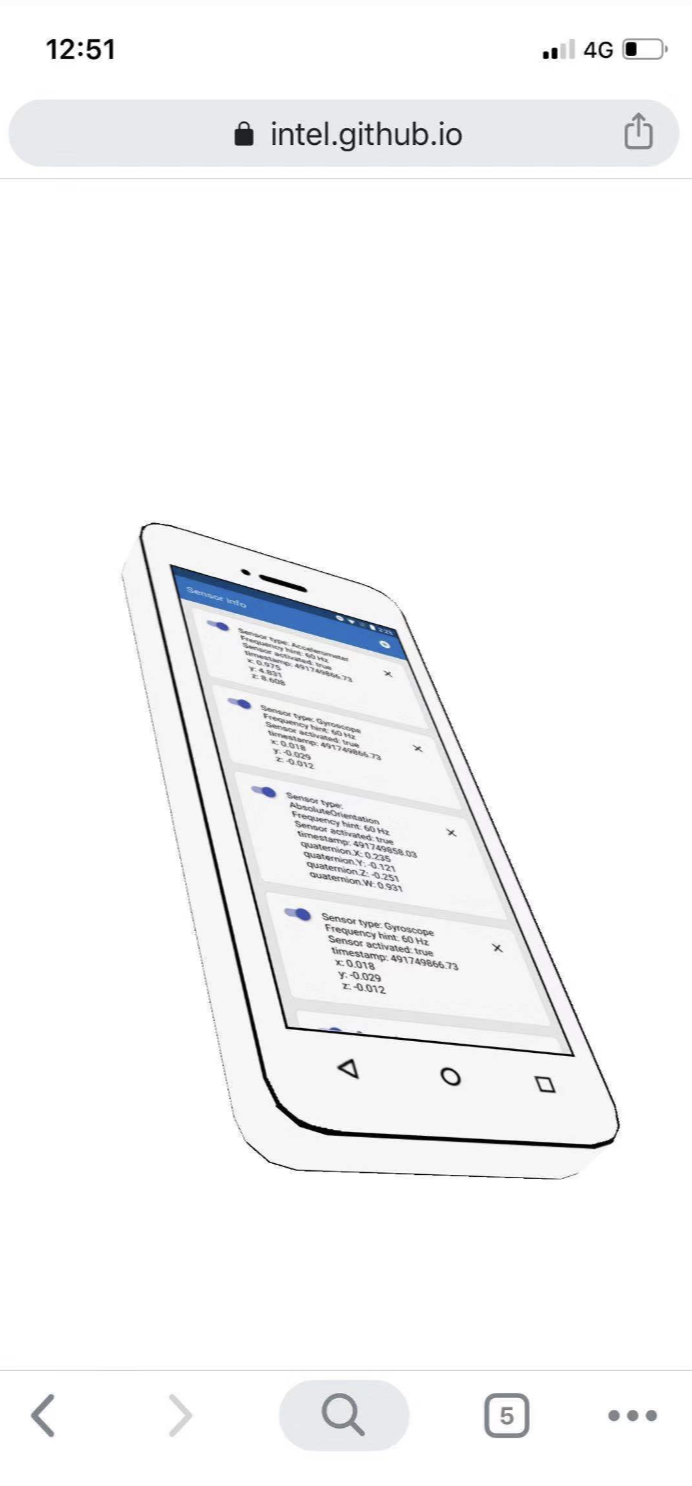 12:51
4G
intel.github.io
Sensor info
Sensor type: Accelerometer
Frequency hint: 60 Hz
Sensor activated: true
timestamp: 491749866.73
x: 0.975
y: 4.831
z: 8.608
Sensor type: Gyroscope
Frequency hint: 60 Hz
Sensor activated: true
timestamp: 491749866.73
x: 0.018
y: -0.029
z: -0.012
Sensor type:
AbsoluteOrientation
Frequency hint: 60 Hz
Sensor activated: true
timestamp: 491749858.03
quaternion.X: 0.235
quaternion.Y: -0.121
quaternion.Z: -0.251
quaternion.W: 0.931
Sensor type: Gyroscope
Frequency hint: 60 Hz
Sensor activated: true
timestamp: 491749866.73
x: 0.018
y: -0.029
z: -0.012
5